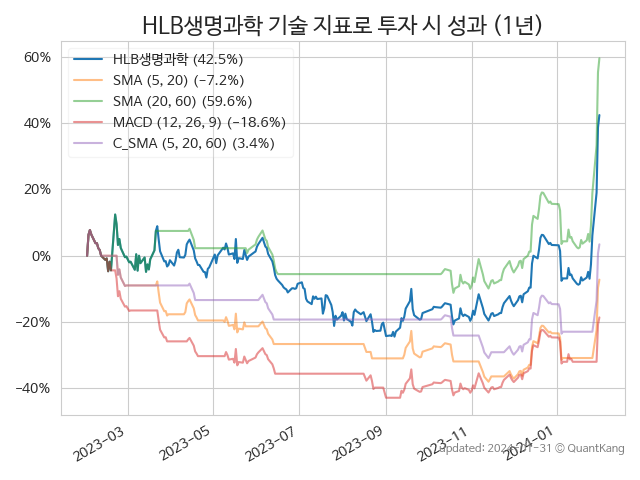 HLB생명과학 기술 지표로 투자 시 성과 (1년)
60%
40%
20%
0%
−20%
−40%
HLB생명과학 (42.5%)
SMA (5, 20) (−7.2%)
SMA (20, 60) (59.6%)
MACD (12, 26, 9) (−18.6%)
C_SMA (5, 20, 60) (3.4%)
2023-03
2023-05
2023-07
2023-09
2023-11
2024-01
updated: 2024-01-31 © QuantKang